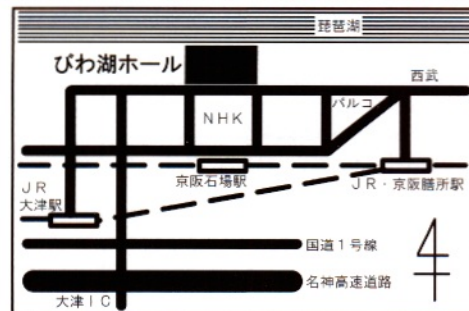 琵琶湖
びわ湖ホール
西武
パルコ
NHK
京阪石場駅
JR・京阪膳所駅
JR
大津駅
国道1号線
名神高速道路
大津IC